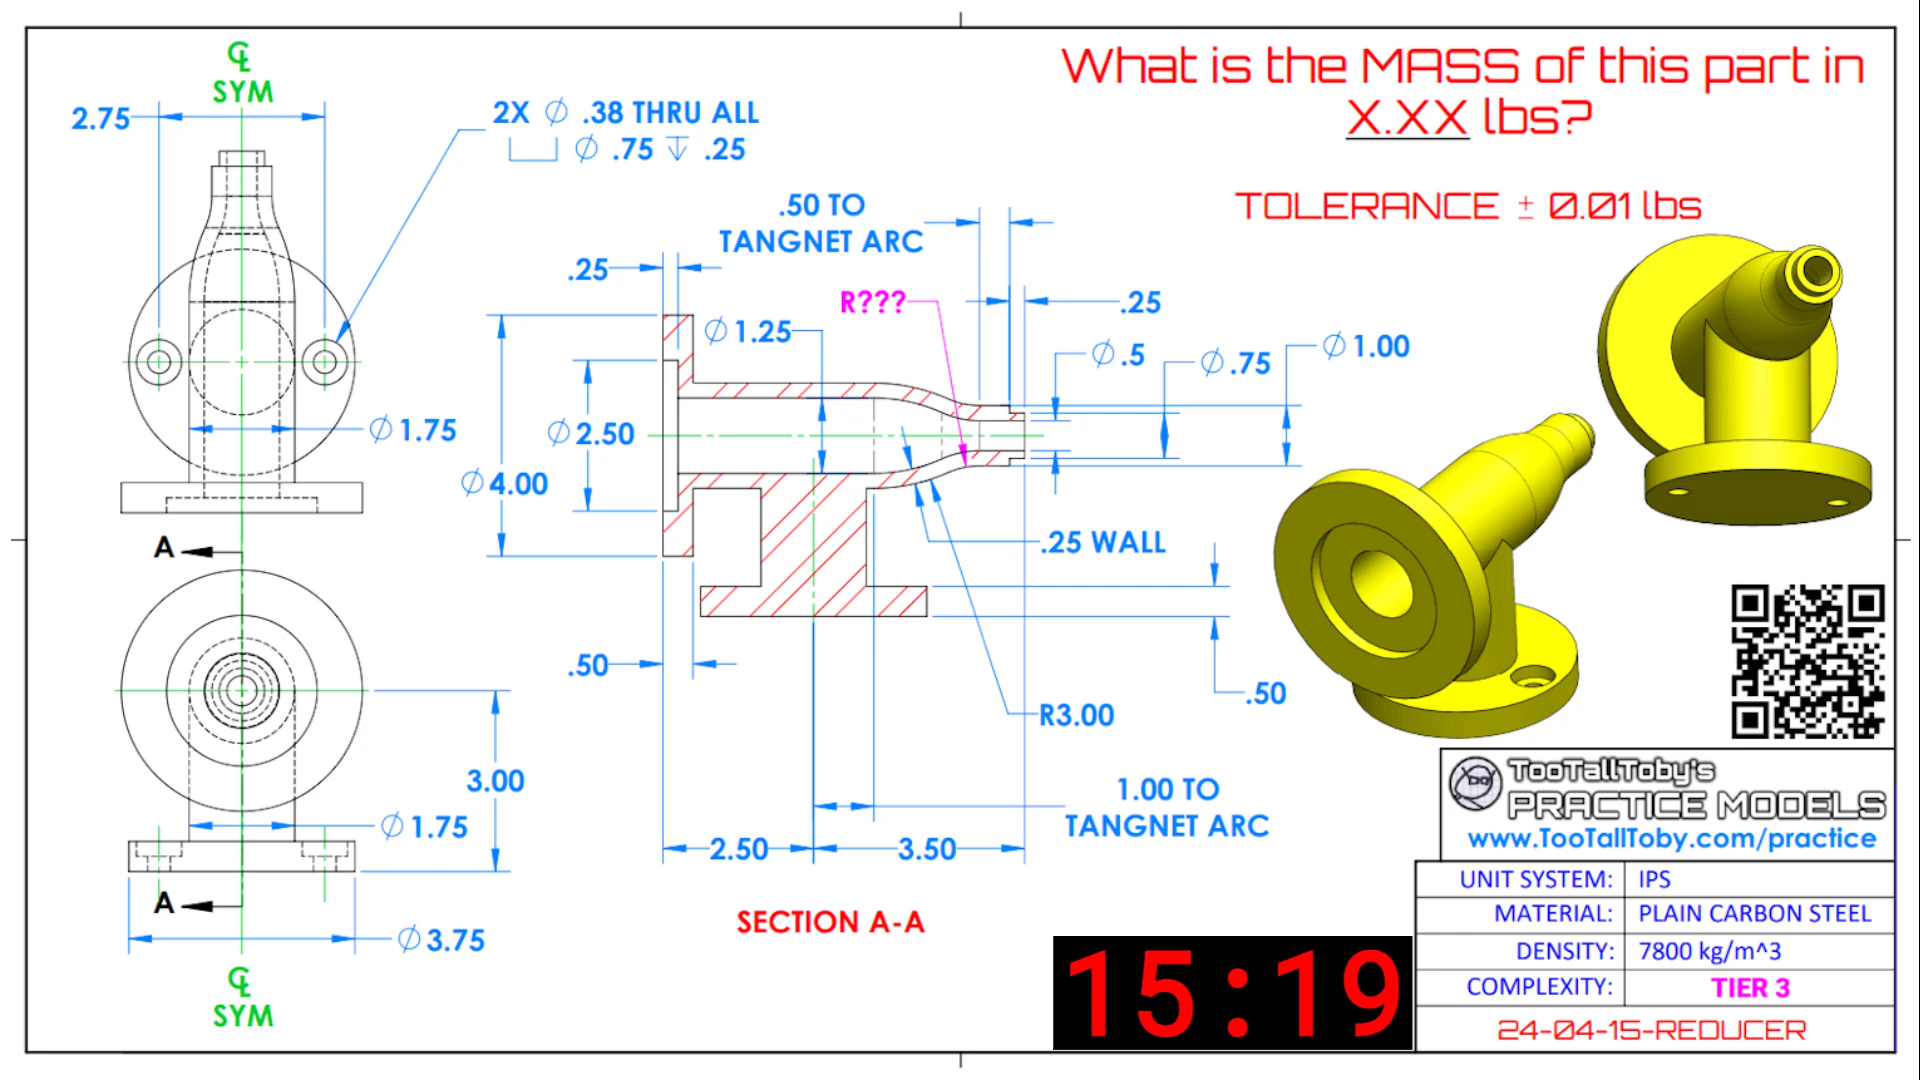 What is the MASS of this part in
X.XX lbs?
TOLERANCE ± 0.01 lbs
℄
SYM
2.75
2X ∅ .38 THRU ALL
⌴ ∅ .75 ↧ .25
.50 TO
TANGNET ARC
.25
R???
.25
∅1.25
∅.5
∅.75
∅1.00
∅1.75
∅2.50
∅4.00
.25 WALL
A
.50
.50
R3.00
3.00
1.00 TO
TANGNET ARC
∅1.75
2.50
3.50
A
∅3.75
SECTION A-A
℄
SYM
TooTallToby's
PRACTICE MODELS
www.TooTallToby.com/practice
UNIT SYSTEM: IPS
MATERIAL: PLAIN CARBON STEEL
DENSITY: 7800 kg/m^3
COMPLEXITY: TIER 3
24-04-15-REDUCER
15:19